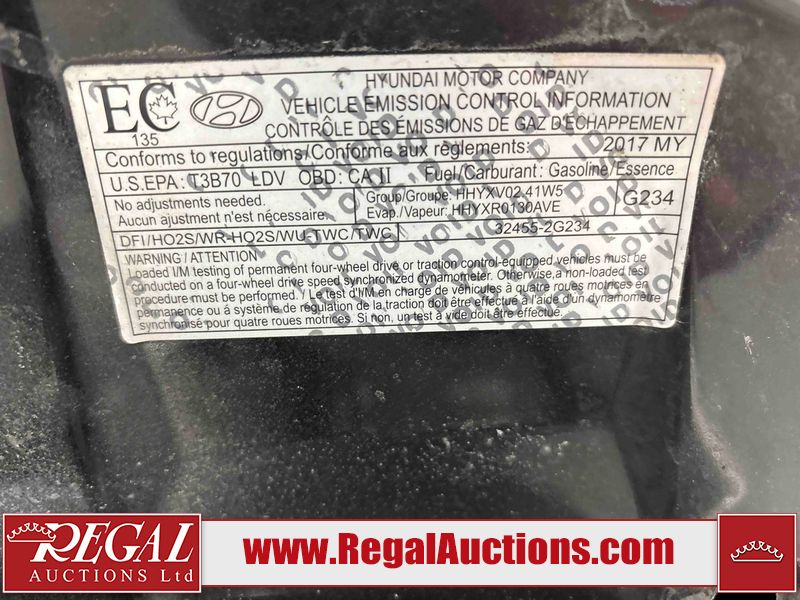 EC
135
HYUNDAI MOTOR COMPANY
VEHICLE EMISSION CONTROL INFORMATION
CONTRÔLE DES ÉMISSIONS DE GAZ D'ÉCHAPPEMENT
Conforms to regulations/Conforme aux règlements: 2017 MY
U.S.EPA: T3B70 LDV OBD: CA II Fuel/Carburant: Gasoline/Essence
No adjustments needed.
Aucun ajustement n'est nécessaire.
Group/Groupe: HHYXV02.41W5
Evap./Vapeur: HHYXR0130AVE
G234
DFI/HO2S/WR-HO2S/WU-TWC/TWC
32455-2G234
WARNING / ATTENTION
Loaded I/M testing of permanent four-wheel drive or traction control-equipped vehicles must be
conducted on a four-wheel drive speed synchronized dynamometer. Otherwise,a non-loaded test
procedure must be performed. / Le test d'I/M en charge de véhicules à quatre roues motrices en
permanence ou á systéme de régulation de la traction doit être effectué à l'aide d'un dynamomètre
synchronisé pour quatre roues motrices. Si non, un test à vide doit être effectué.
REGAL
AUCTIONS Ltd
www.RegalAuctions.com